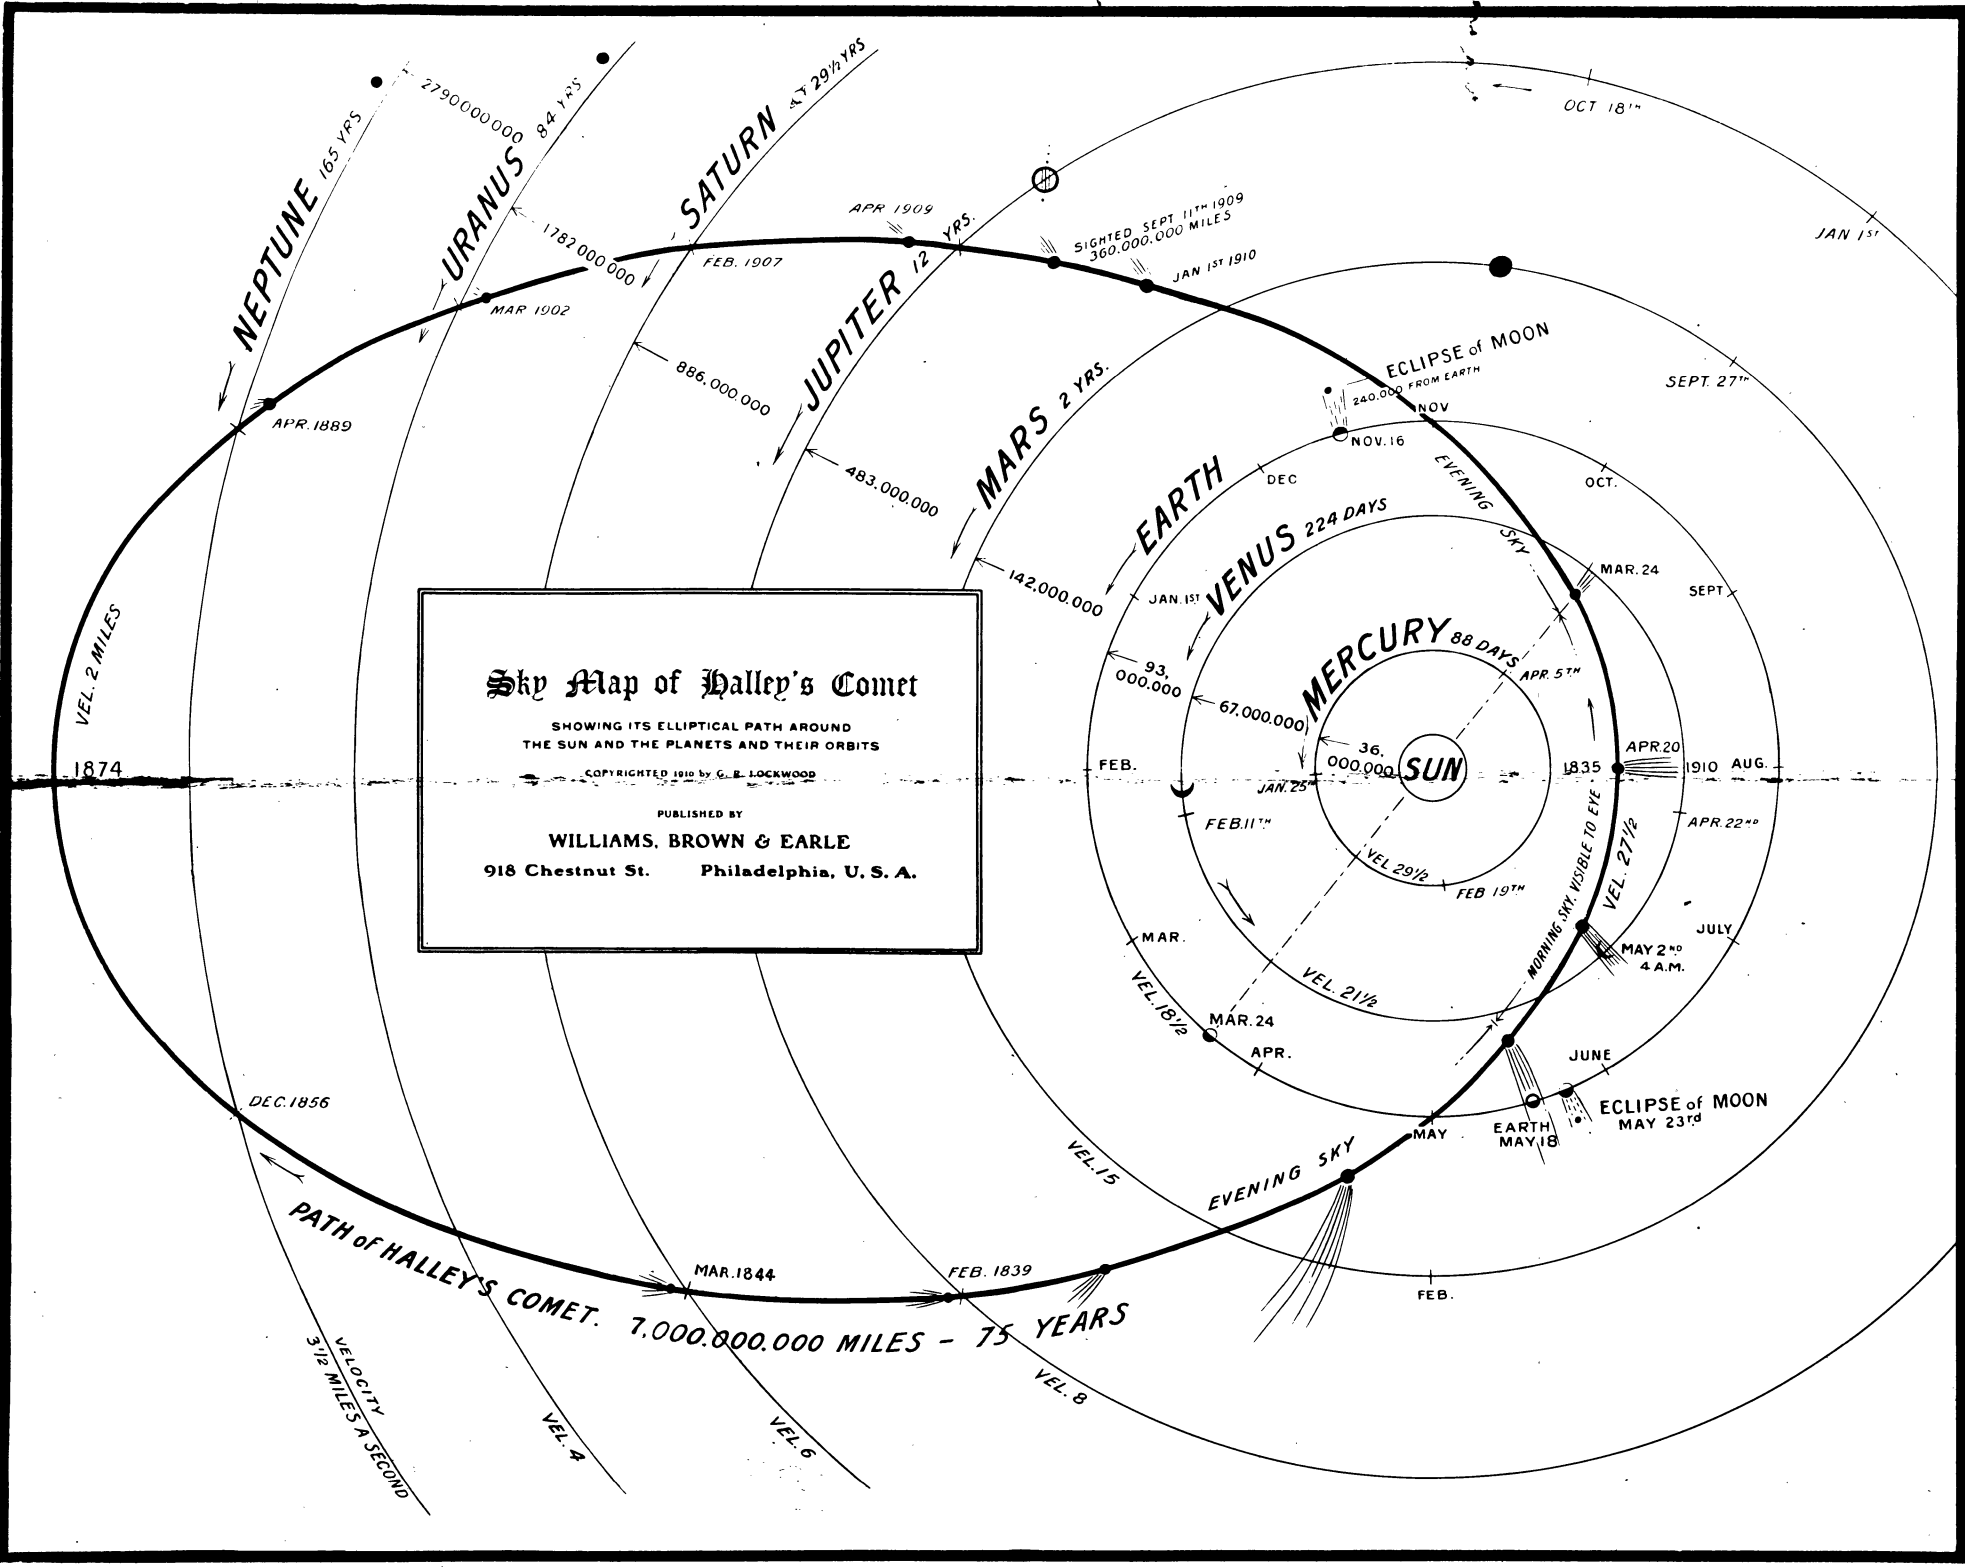 NEPTUNE 165 YRS
2790000000
URANUS 84 YRS
1782000000
SATURN 29½ YRS
886.000.000
JUPITER 12 YRS.
483.000.000
MARS 2 YRS.
142.000.000
EARTH
93,
000.000
VENUS 224 DAYS
67.000.000
MERCURY 88 DAYS
36.
000.000
SUN
OCT 18TH
JAN 1ST
SEPT. 27TH
APR 1909
SIGHTED SEPT 11TH 1909
360.000.000 MILES
JAN 1ST 1910
FEB. 1907
MAR 1902
APR. 1889
ECLIPSE of MOON
240.000 FROM EARTH
NOV
NOV. 16
DEC
OCT.
EVENING SKY
MAR. 24
SEPT
JAN. 1ST
APR. 5TH
VEL. 2 MILES
1874
Sky Map of Halley's Comet
SHOWING ITS ELLIPTICAL PATH AROUND
THE SUN AND THE PLANETS AND THEIR ORBITS
COPYRIGHTED 1910 by G. R. LOCKWOOD
PUBLISHED BY
WILLIAMS, BROWN & EARLE
918 Chestnut St. Philadelphia, U. S. A.
FEB.
JAN. 25TH
1835
APR. 20
1910 AUG.
FEB. 11TH
APR. 22ND
VEL 29½
FEB 19TH
MORNING SKY. VISIBLE TO EYE
VEL. 27½
MAR.
JULY
MAY 2ND
4 A.M.
VEL. 21½
VEL. 18½
MAR. 24
APR.
JUNE
ECLIPSE of MOON
MAY 23rd
EARTH
MAY 18
MAY
EVENING SKY
DEC. 1856
VEL. 15
PATH of HALLEY'S COMET. 7,000.000.000 MILES - 75 YEARS
MAR. 1844
FEB. 1839
FEB.
VELOCITY
3½ MILES A SECOND
VEL. 4
VEL. 6
VEL. 8